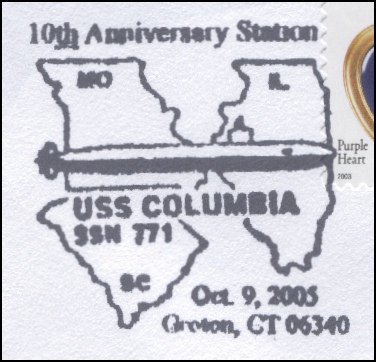 10th Anniversary Station
MO
IL
Purple
Heart
2003
USS COLUMBIA
SSN 771
SC
Oct. 9, 2005
Groton, CT 06340